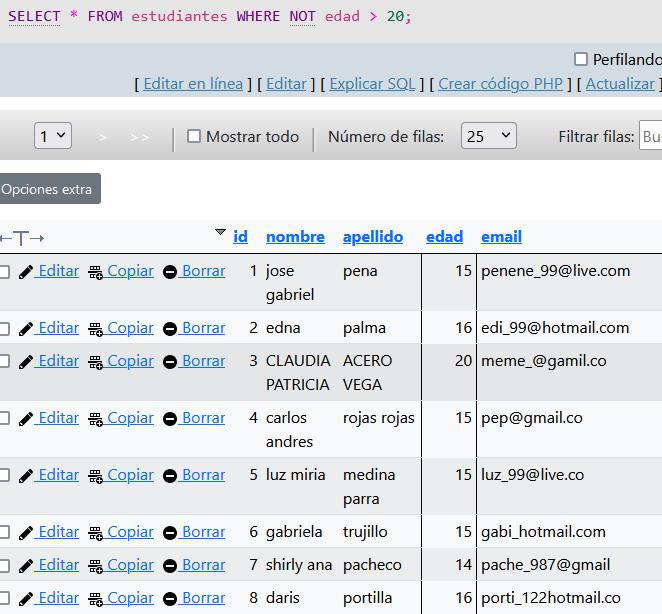 SELECT * FROM estudiantes WHERE NOT edad > 20;
Perfilando
[ Editar en línea ] [ Editar ] [ Explicar SQL ] [ Crear código PHP ] [ Actualizar ]
1 > >> Mostrar todo Número de filas: 25 Filtrar filas: Bus
Opciones extra
←T→ id nombre apellido edad email
Editar Copiar Borrar 1 jose gabriel pena 15 penene_99@live.com
Editar Copiar Borrar 2 edna palma 16 edi_99@hotmail.com
Editar Copiar Borrar 3 CLAUDIA PATRICIA ACERO VEGA 20 meme_@gamil.co
Editar Copiar Borrar 4 carlos andres rojas rojas 15 pep@gmail.co
Editar Copiar Borrar 5 luz miria medina parra 15 luz_99@live.co
Editar Copiar Borrar 6 gabriela trujillo 15 gabi_hotmail.com
Editar Copiar Borrar 7 shirly ana pacheco 14 pache_987@gmail
Editar Copiar Borrar 8 daris portilla 16 porti_122hotmail.co